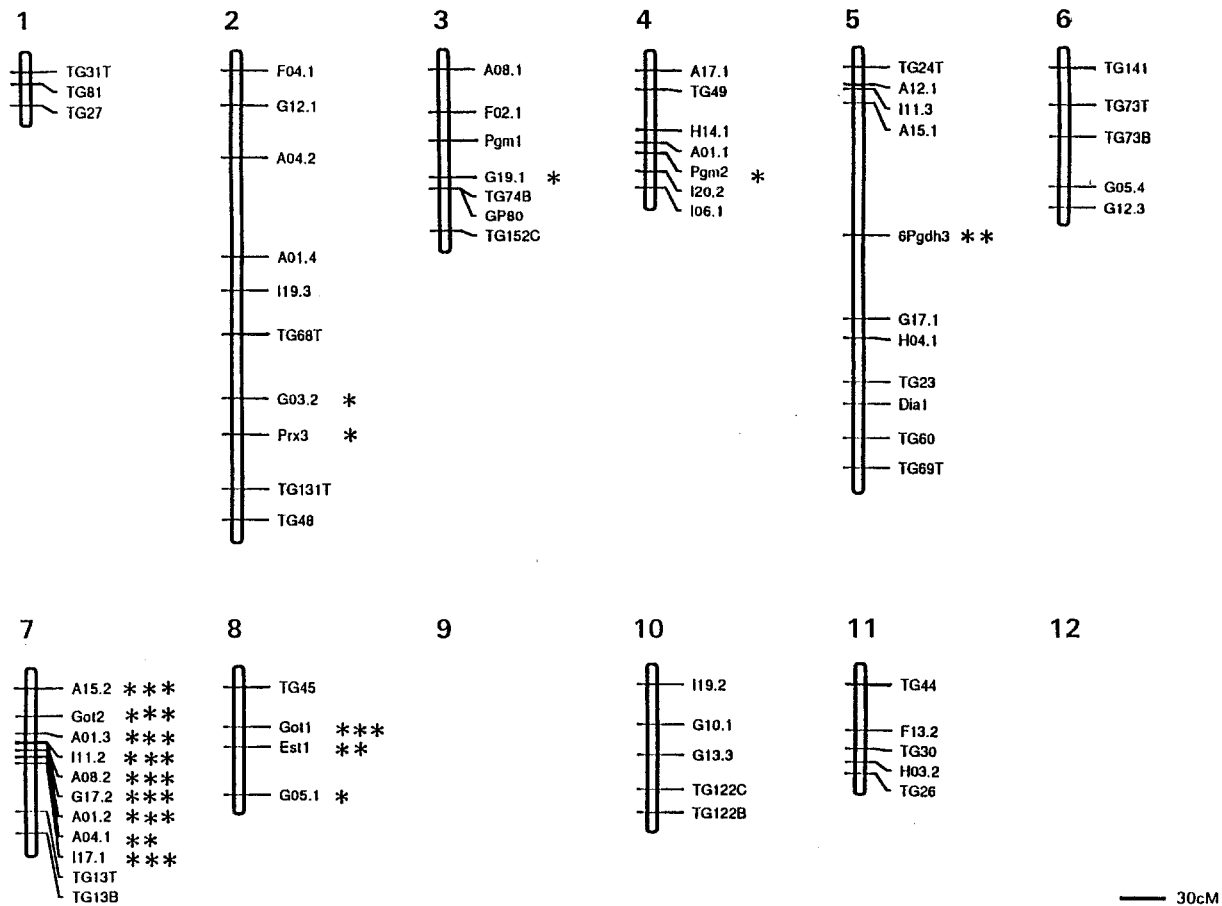 1
TG31T
TG81
TG27
2
F04.1
G12.1
A04.2
A01.4
I19.3
TG68T
G03.2 *
Prx3 *
TG131T
TG48
3
A08.1
F02.1
Pgm1
G19.1 *
TG74B
GP80
TG152C
4
A17.1
TG49
H14.1
A01.1
Pgm2 *
I20.2
I06.1
5
TG24T
A12.1
I11.3
A15.1
6Pgdh3 **
G17.1
H04.1
TG23
Dia1
TG60
TG69T
6
TG141
TG73T
TG73B
G05.4
G12.3
7
A15.2 ***
Got2 ***
A01.3 ***
I11.2 ***
A08.2 ***
G17.2 ***
A01.2 ***
A04.1 **
I17.1 ***
TG13T
TG13B
8
TG45
Got1 ***
Est1 **
G05.1 *
9
10
I19.2
G10.1
G13.3
TG122C
TG122B
11
TG44
F13.2
TG30
H03.2
TG26
12
30cM